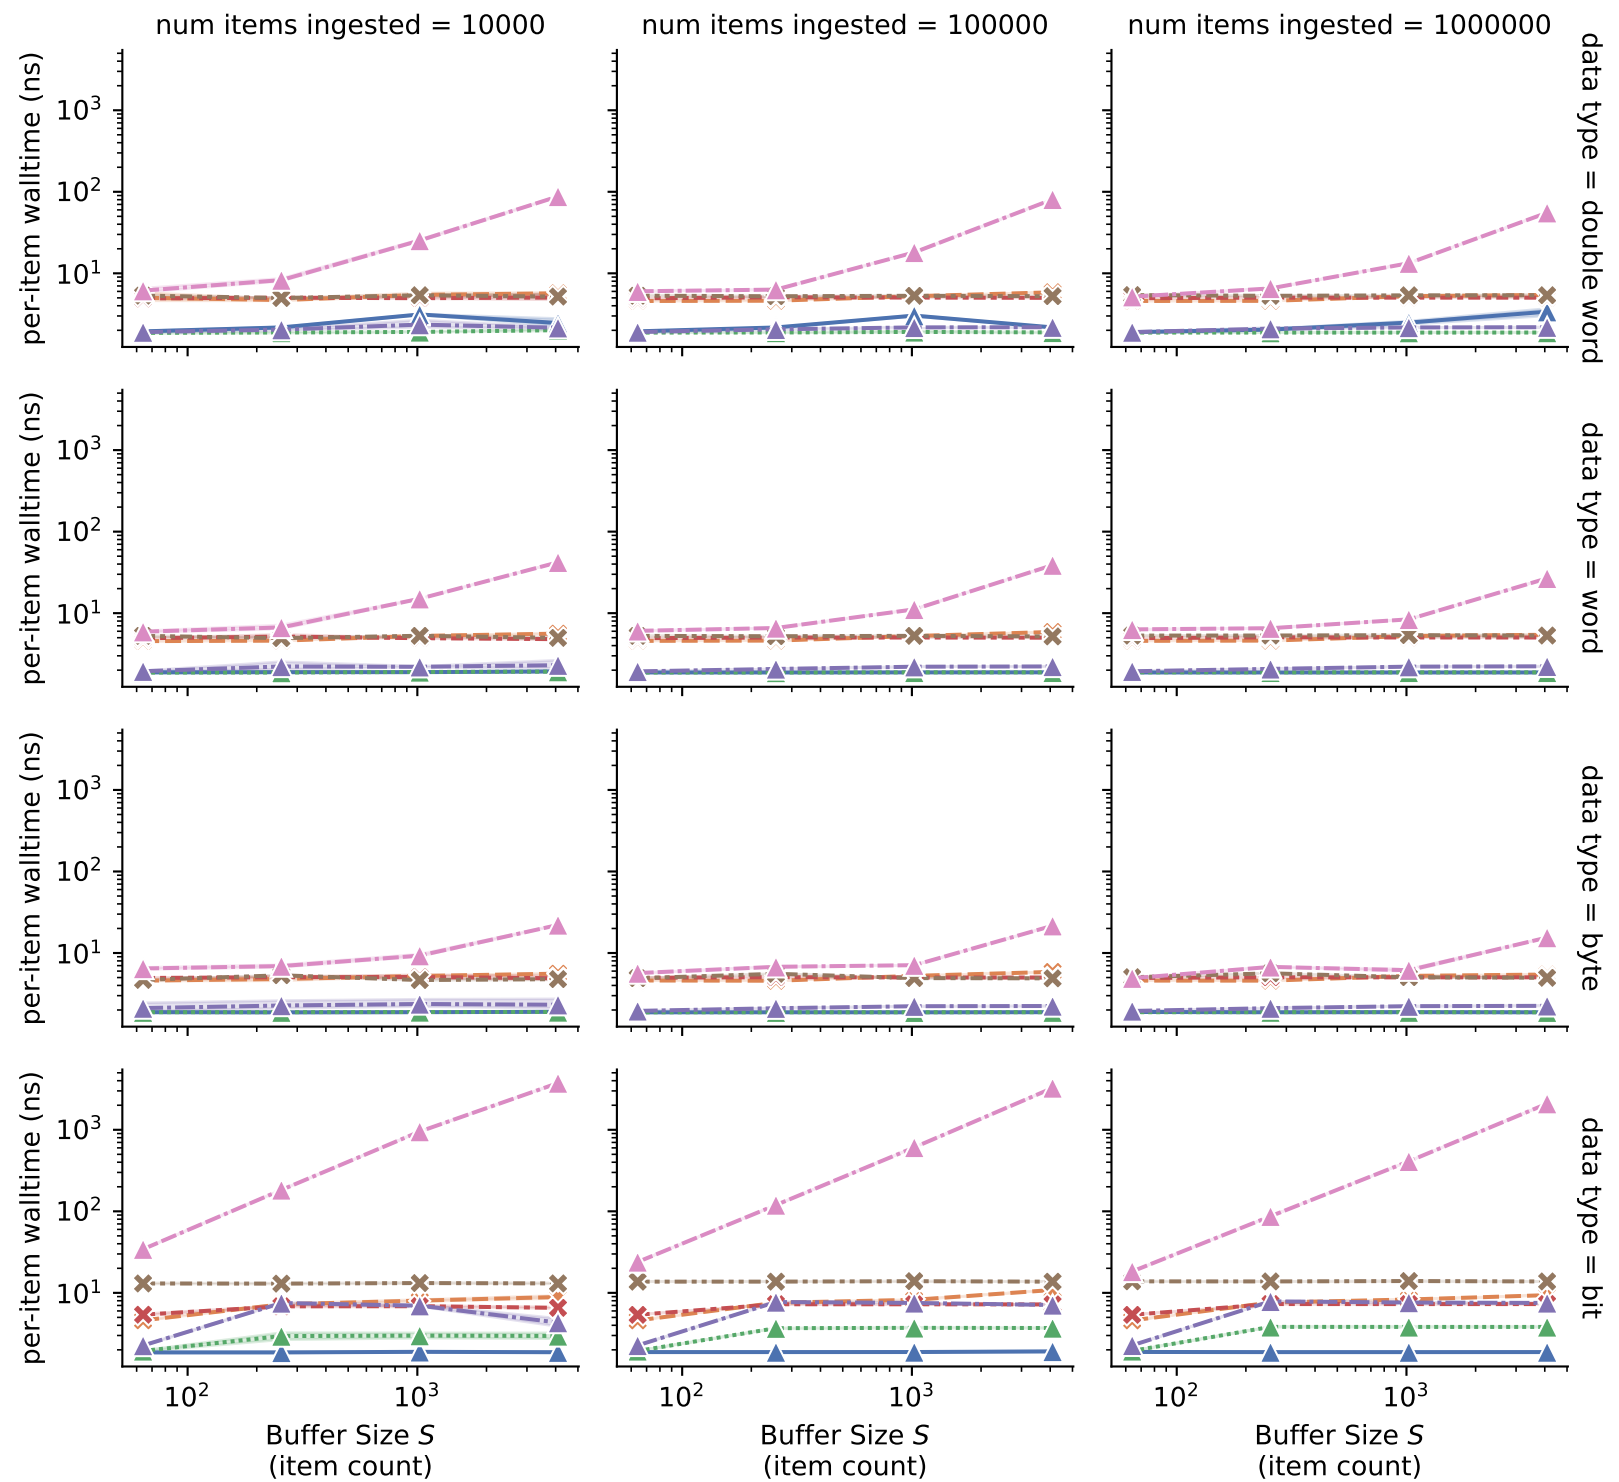 num items ingested = 10000
num items ingested = 100000
num items ingested = 1000000
per-item walltime (ns)
10³
10²
10¹
data type = double word
per-item walltime (ns)
10³
10²
10¹
data type = word
per-item walltime (ns)
10³
10²
10¹
data type = byte
per-item walltime (ns)
10³
10²
10¹
data type = bit
10² 10³
10² 10³
10² 10³
Buffer Size S
(item count)
Buffer Size S
(item count)
Buffer Size S
(item count)